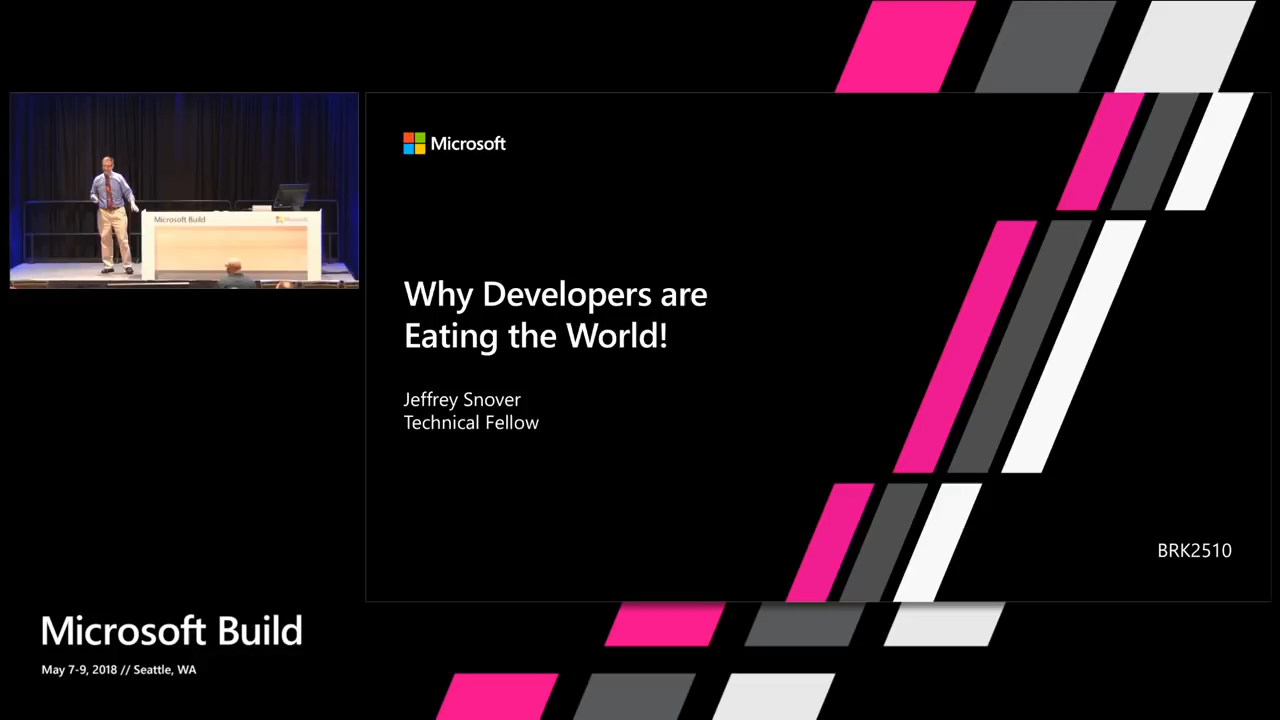 Microsoft Build
Microsoft
Microsoft
Why Developers are
Eating the World!
Jeffrey Snover
Technical Fellow
BRK2510
Microsoft Build
May 7-9, 2018 // Seattle, WA